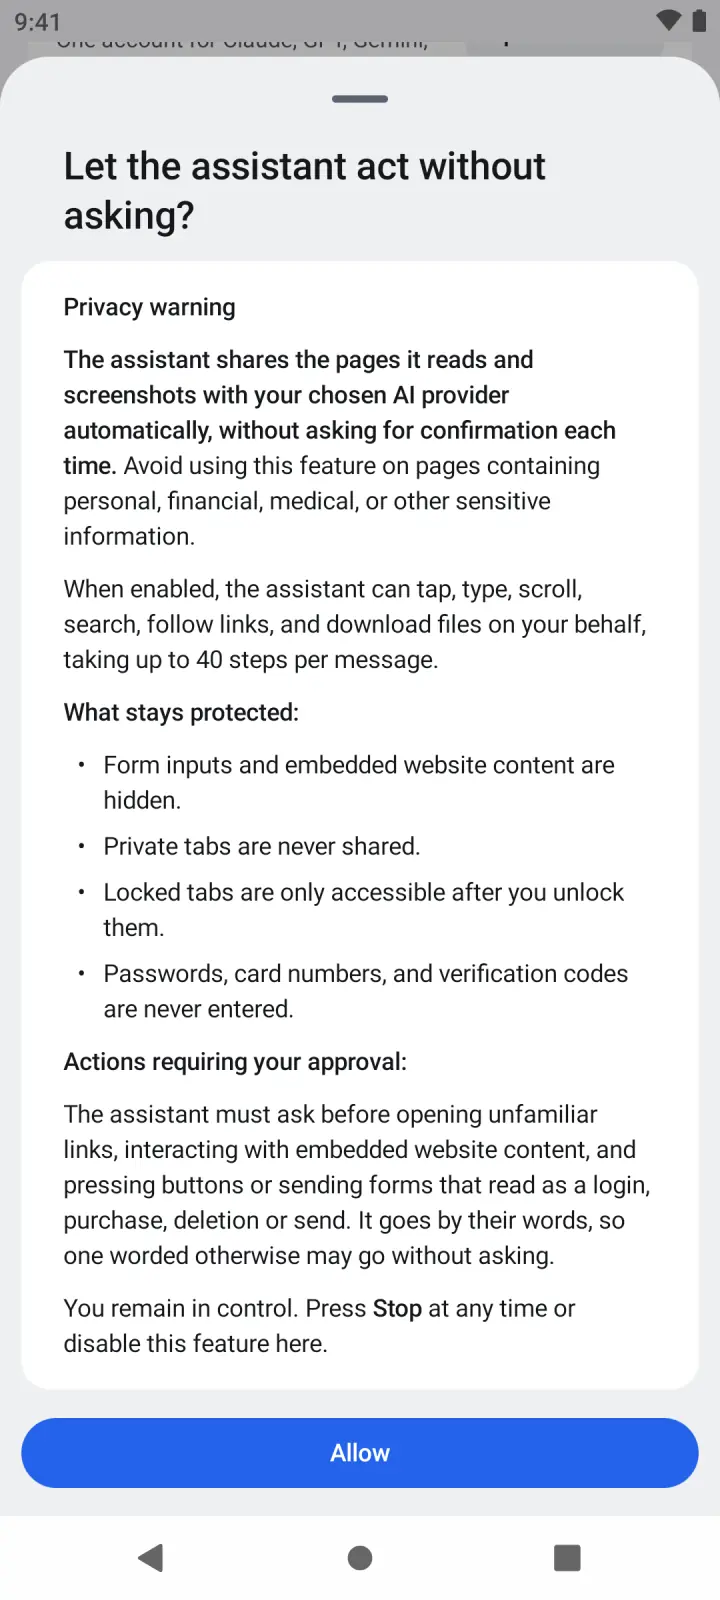 9:41
One account for Claude, GPT, Gemini,
Let the assistant act without
asking?
Privacy warning
The assistant shares the pages it reads and
screenshots with your chosen AI provider
automatically, without asking for confirmation each
time. Avoid using this feature on pages containing
personal, financial, medical, or other sensitive
information.
When enabled, the assistant can tap, type, scroll,
search, follow links, and download files on your behalf,
taking up to 40 steps per message.
What stays protected:
• Form inputs and embedded website content are
hidden.
• Private tabs are never shared.
• Locked tabs are only accessible after you unlock
them.
• Passwords, card numbers, and verification codes
are never entered.
Actions requiring your approval:
The assistant must ask before opening unfamiliar
links, interacting with embedded website content, and
pressing buttons or sending forms that read as a login,
purchase, deletion or send. It goes by their words, so
one worded otherwise may go without asking.
You remain in control. Press Stop at any time or
disable this feature here.
Allow